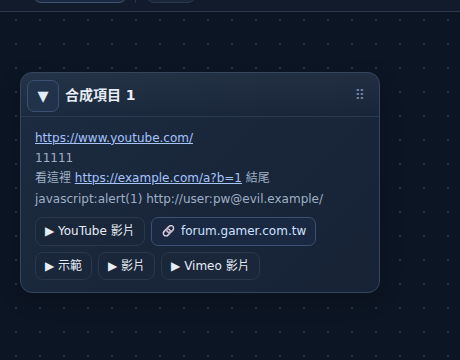 ▼ 合成項目 1
https://www.youtube.com/
11111
看這裡 https://example.com/a?b=1 結尾
javascript:alert(1) http://user:pw@evil.example/
▶ YouTube 影片 🔗 forum.gamer.com.tw
▶ 示範 ▶ 影片 ▶ Vimeo 影片